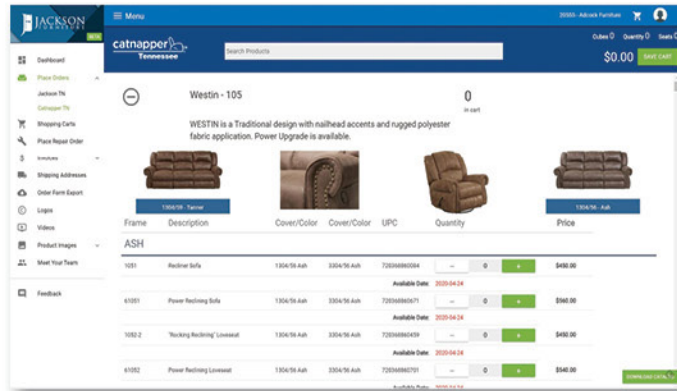 JACKSON
FURNITURE
BETA
Menu
20300 - Adcock Furniture
catnapper
Tennessee
Search Products
Cubes 0 Quantity 0 Seats 0
$0.00 SAVE CART
Dashboard
Place Orders
Jackson TN
Catnapper TN
Shopping Carts
Place Repair Order
Invoices
Shipping Addresses
Order Form Export
Logos
Videos
Product Images
Meet Your Team
Feedback
Westin - 105
0
in cart
WESTIN is a Traditional design with nailhead accents and rugged polyester
fabric application. Power Upgrade is available.
1304/59 - Tanner
1304/56 - Ash
Frame Description Cover/Color Cover/Color UPC Quantity Price
ASH
1051 Recliner Sofa 1304/56 Ash 3304/56 Ash 720366860084 – 0 + $450.00
Available Date: 2020-04-24
61051 Power Reclining Sofa 1304/56 Ash 3304/56 Ash 720366860671 – 0 + $560.00
Available Date: 2020-04-24
1052-2 "Rocking Reclining" Loveseat 1304/56 Ash 3304/56 Ash 720366860459 – 0 + $450.00
Available Date: 2020-04-24
61052 Power Reclining Loveseat 1304/56 Ash 3304/56 Ash 720366860701 – 0 + $540.00
Available Date: 2020-04-24
DOWNLOAD CATALOG